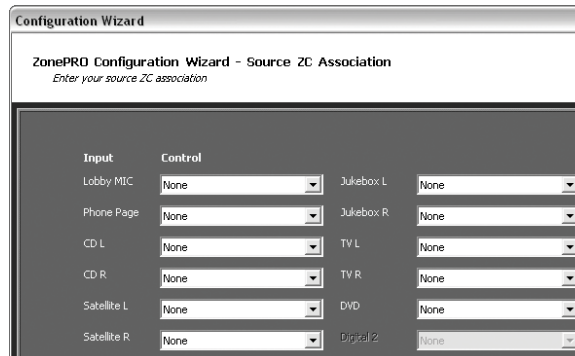 Configuration Wizard
ZonePRO Configuration Wizard - Source ZC Association
Enter your source ZC association
Input Control
Lobby MIC None Jukebox L None
Phone Page None Jukebox R None
CD L None TV L None
CD R None TV R None
Satellite L None DVD None
Satellite R None Digital 2 None